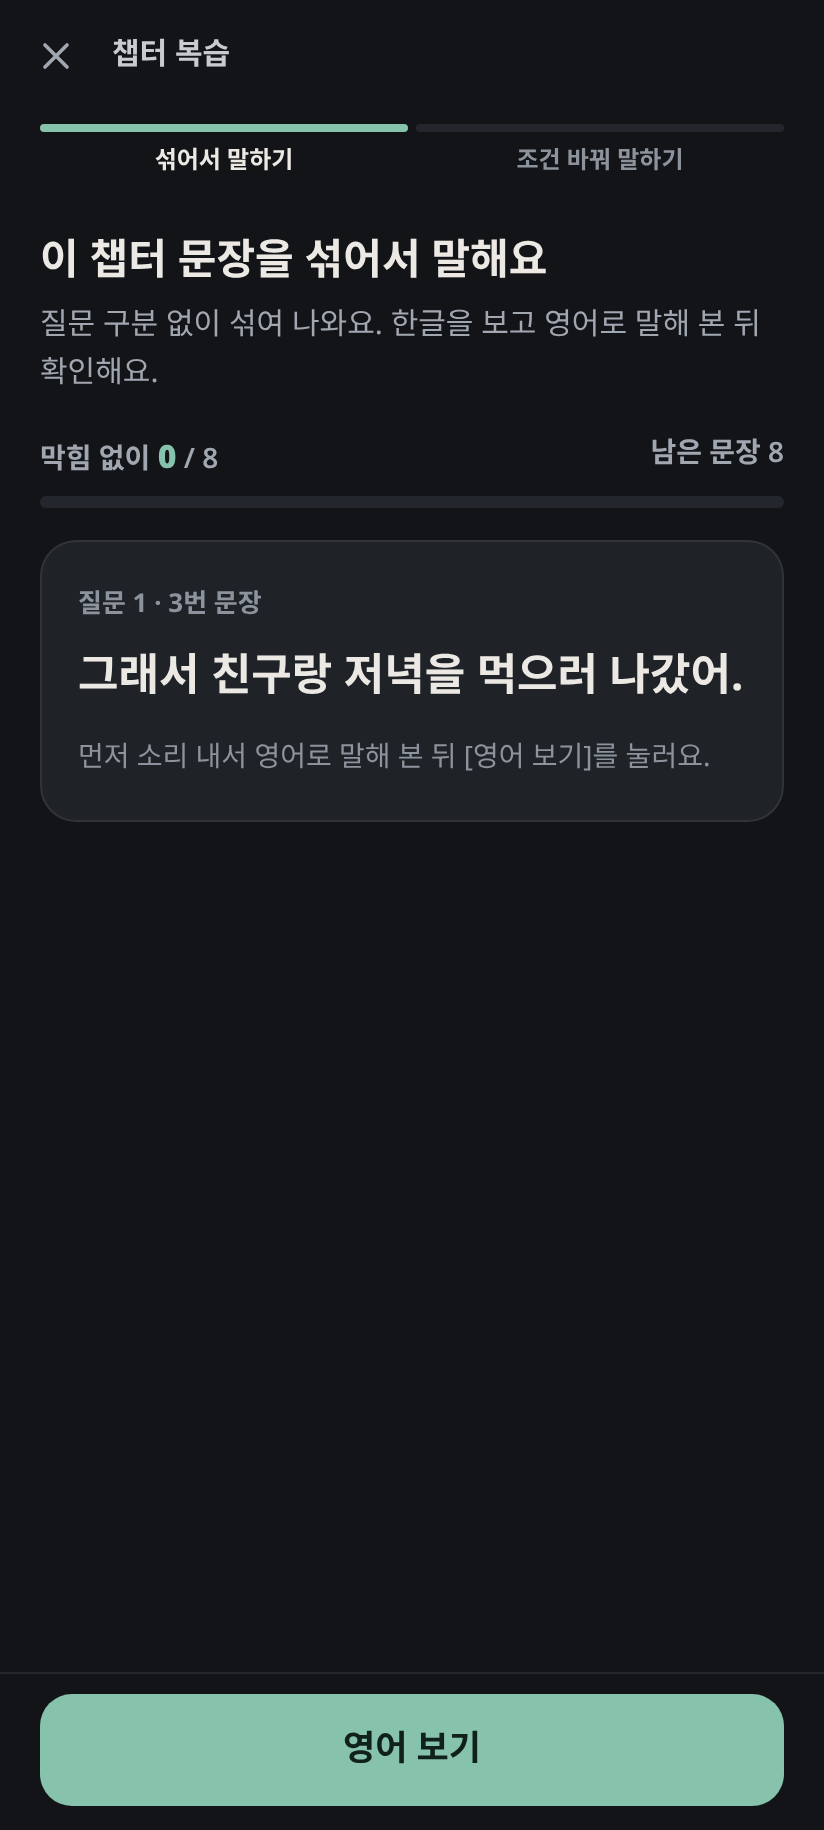 챕터 복습
섞어서 말하기
조건 바꿔 말하기
이 챕터 문장을 섞어서 말해요
질문 구분 없이 섞여 나와요. 한글을 보고 영어로 말해 본 뒤
확인해요.
막힘 없이 0 / 8
남은 문장 8
질문 1 · 3번 문장
그래서 친구랑 저녁을 먹으러 나갔어.
먼저 소리 내서 영어로 말해 본 뒤 [영어 보기]를 눌러요.
영어 보기